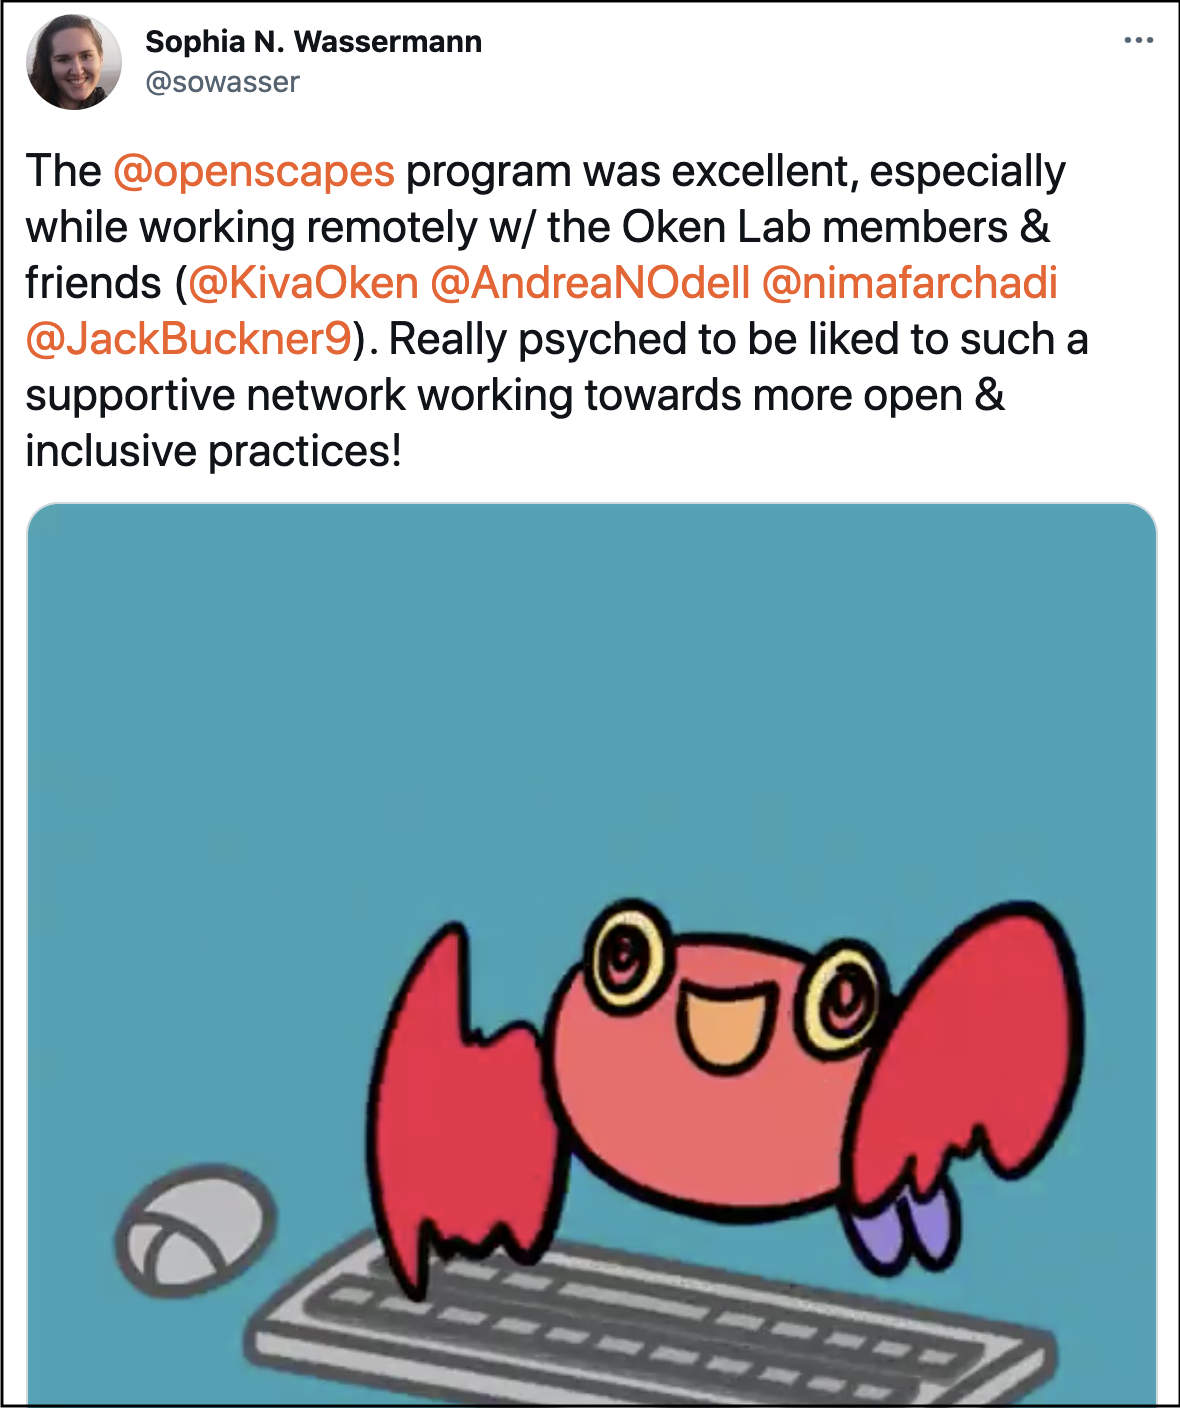 Sophia N. Wassermann
@sowasser
The @openscapes program was excellent, especially
while working remotely w/ the Oken Lab members &
friends (@KivaOken @AndreaNOdell @nimafarchadi
@JackBuckner9). Really psyched to be liked to such a
supportive network working towards more open &
inclusive practices!